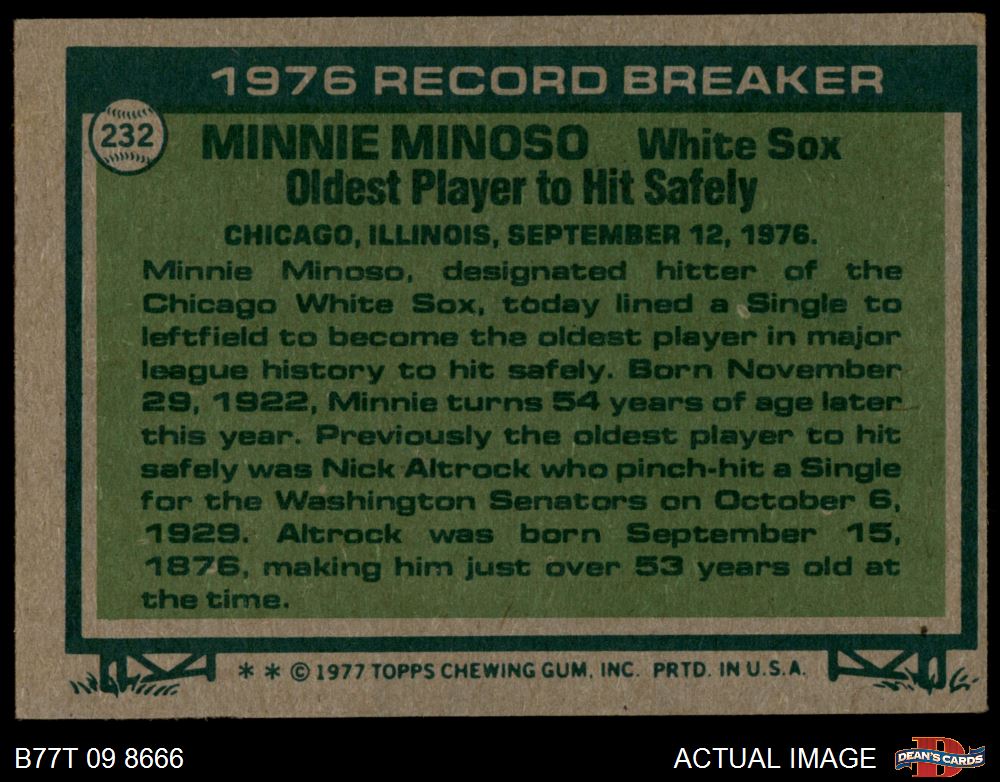 1976 RECORD BREAKER
232
MINNIE MINOSO White Sox
Oldest Player to Hit Safely
CHICAGO, ILLINOIS, SEPTEMBER 12, 1976.
Minnie Minoso, designated hitter of the
Chicago White Sox, today lined a Single to
leftfield to become the oldest player in major
league history to hit safely. Born November
29, 1922, Minnie turns 54 years of age later
this year. Previously the oldest player to hit
safely was Nick Altrock who pinch-hit a Single
for the Washington Senators on October 6,
1929. Altrock was born September 15,
1876, making him just over 53 years old at
the time.
* * © 1977 TOPPS CHEWING GUM, INC. PRTD. IN U.S.A.
B77T 09 8666
ACTUAL IMAGE
D
DEAN'S CARDS